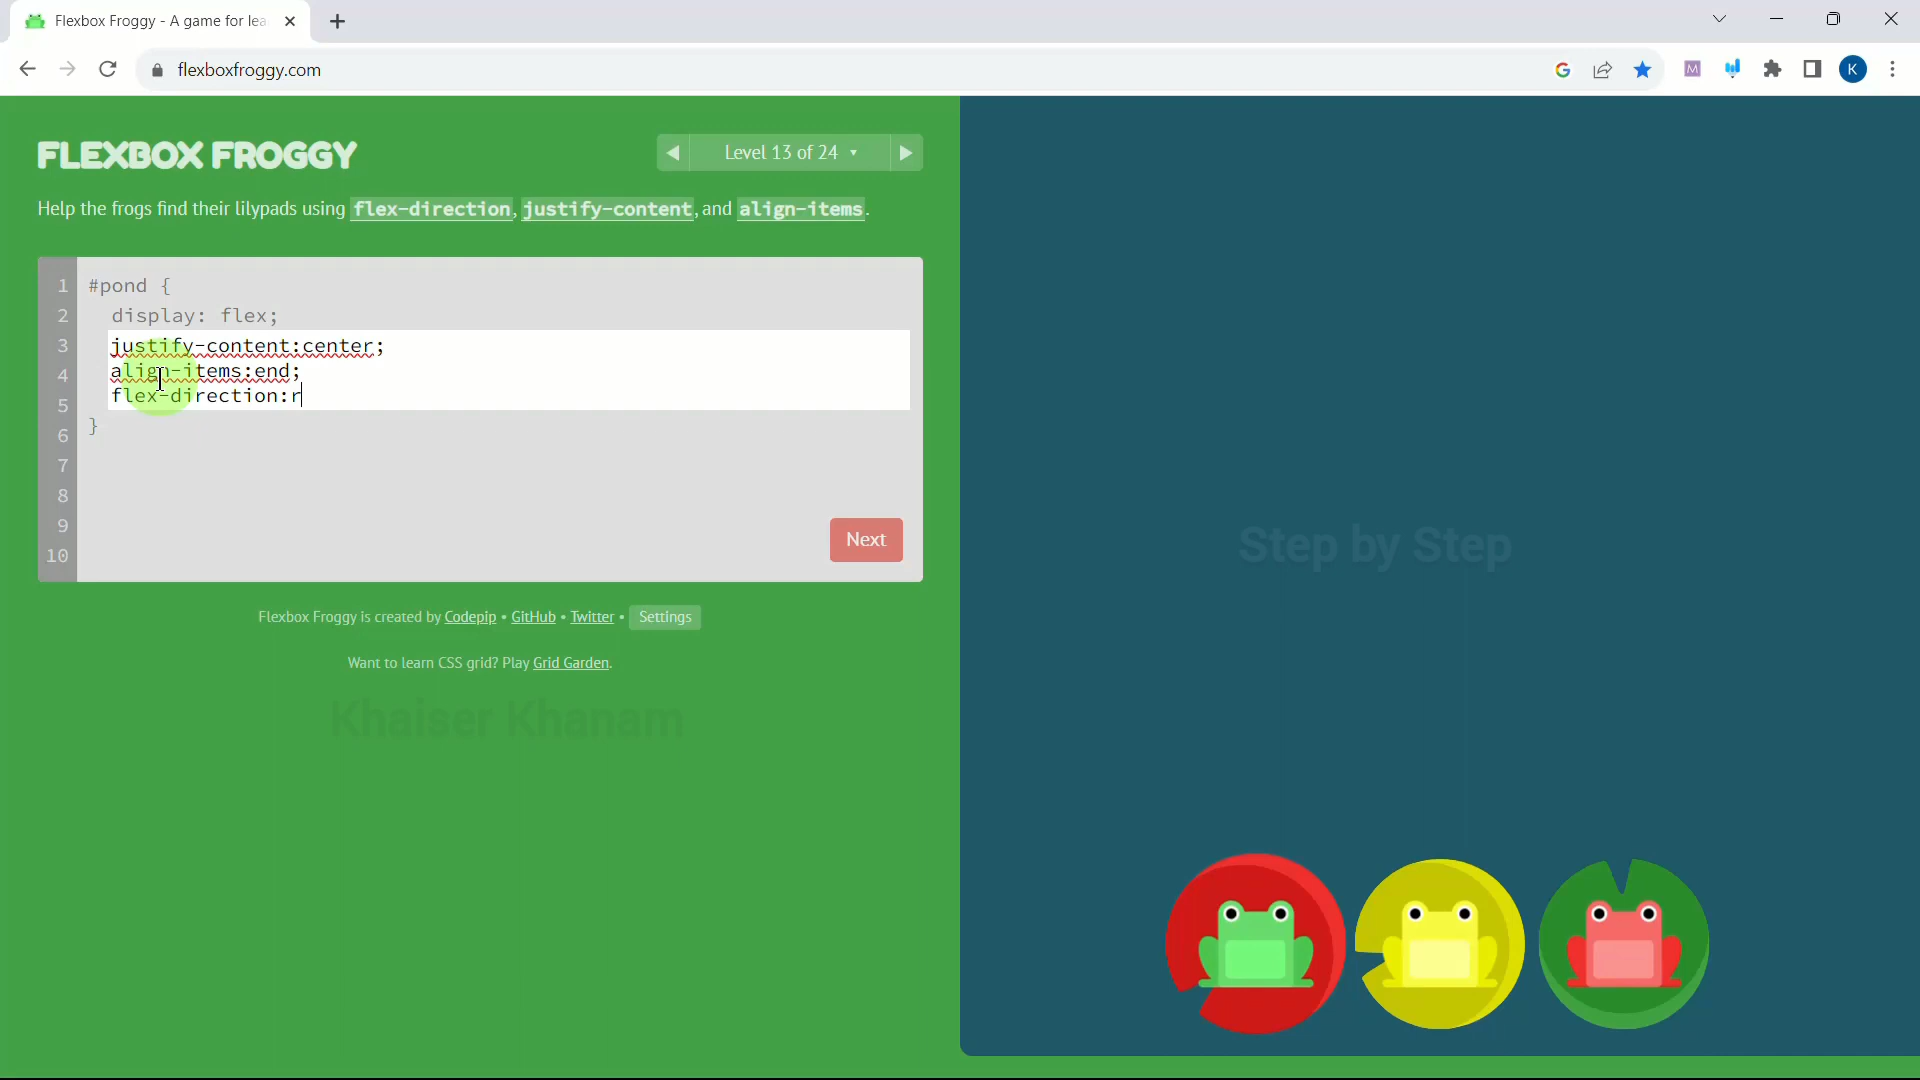 Flexbox Froggy - A game for lea
flexboxfroggy.com
M
K
FLEXBOX FROGGY
Level 13 of 24
Help the frogs find their lilypads using flex-direction, justify-content, and align-items.
1 #pond {
2 display: flex;
3 justify-content:center;
4 align-items:end;
5 flex-direction:r
6 }
7
8
9
10
Next
Flexbox Froggy is created by Codepip • GitHub • Twitter • Settings
Want to learn CSS grid? Play Grid Garden.
Khaiser Khanam
Step by Step